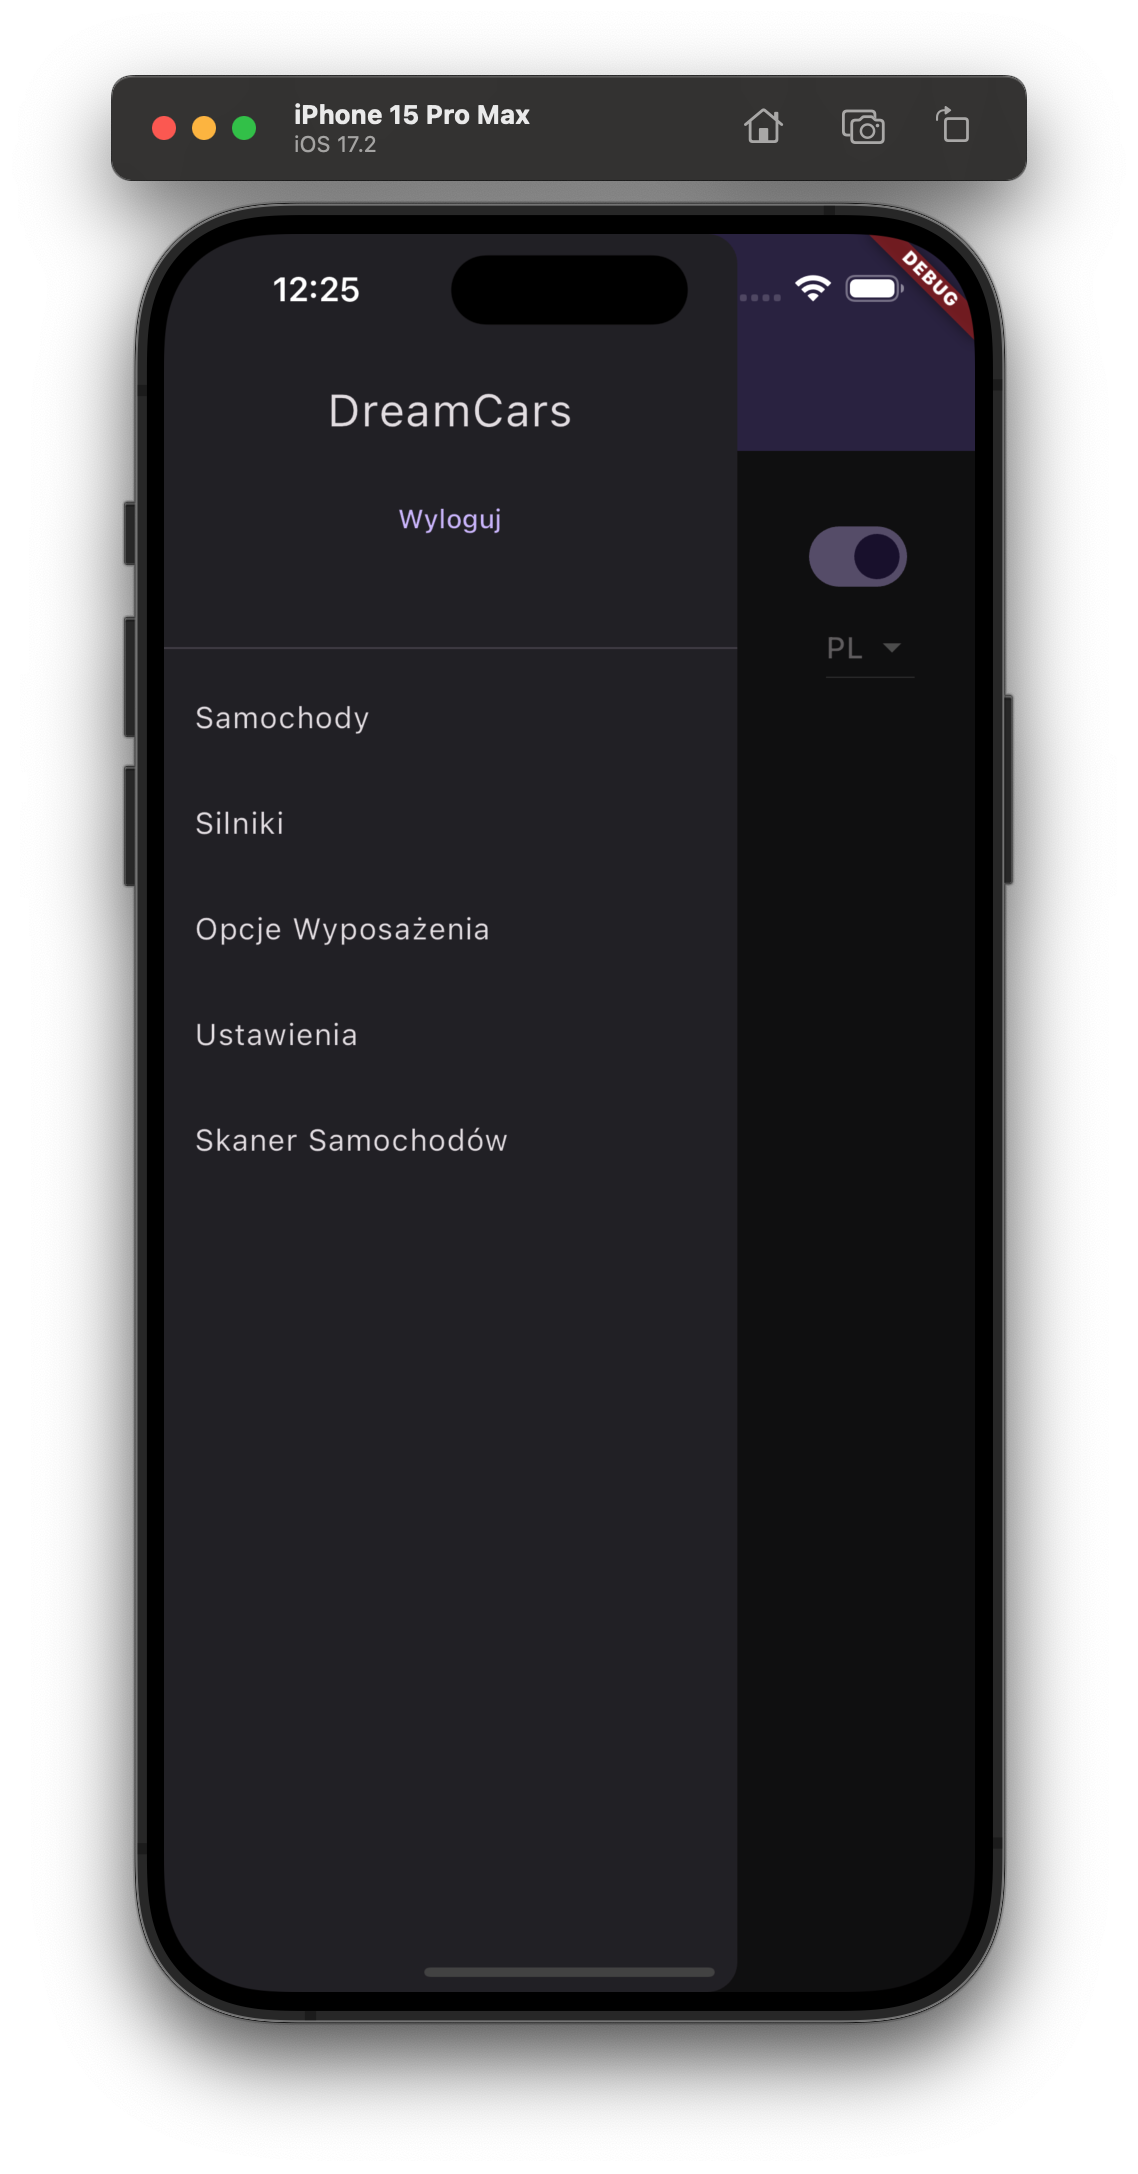 iPhone 15 Pro Max
iOS 17.2
12:25
DEBUG
DreamCars
Wyloguj
PL
Samochody
Silniki
Opcje Wyposażenia
Ustawienia
Skaner Samochodów